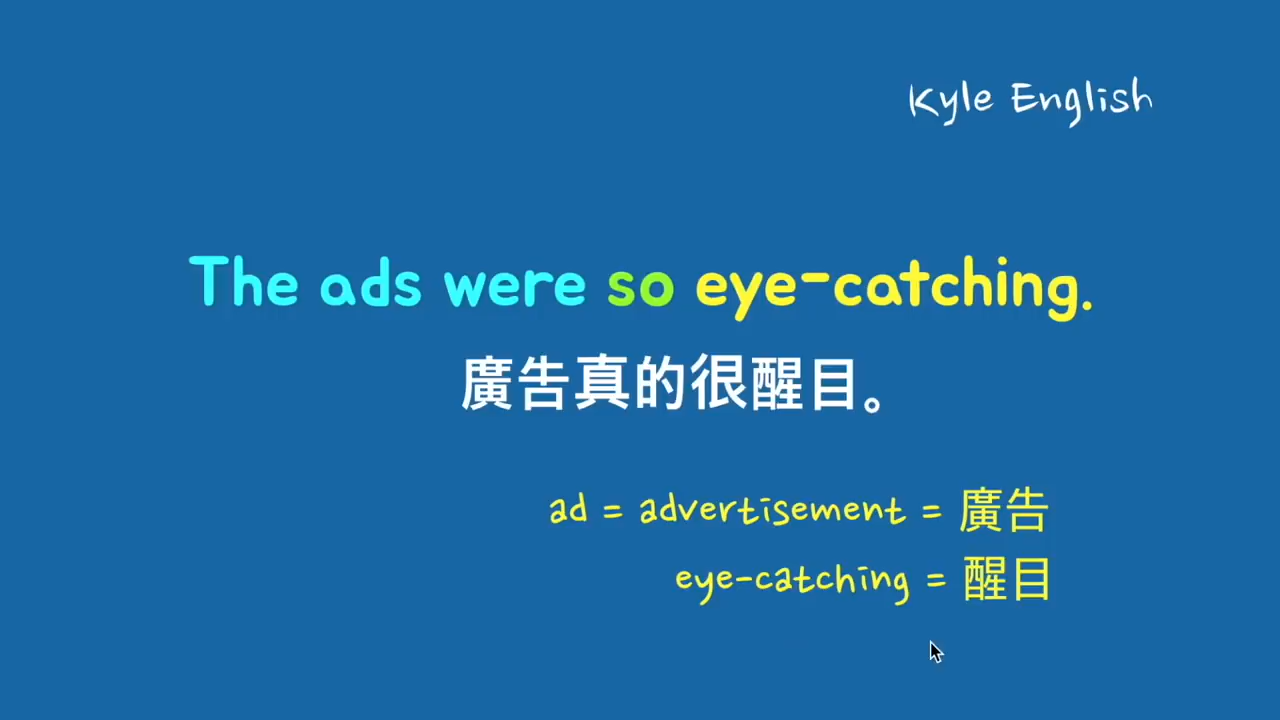 Kyle English
The ads were so eye-catching.
廣告真的很醒目。
ad = advertisement = 廣告
eye-catching = 醒目